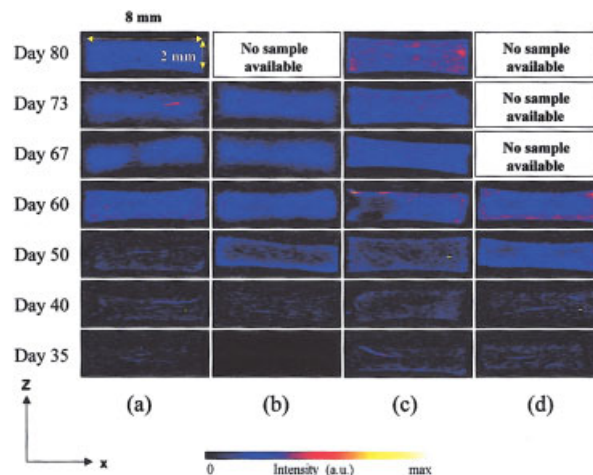 8 mm
Day 80
2 mm
No sample
available
No sample
available
Day 73
No sample
available
Day 67
No sample
available
Day 60
Day 50
Day 40
Day 35
Z
x
(a)
(b)
(c)
(d)
0
Intensity (a.u.)
max